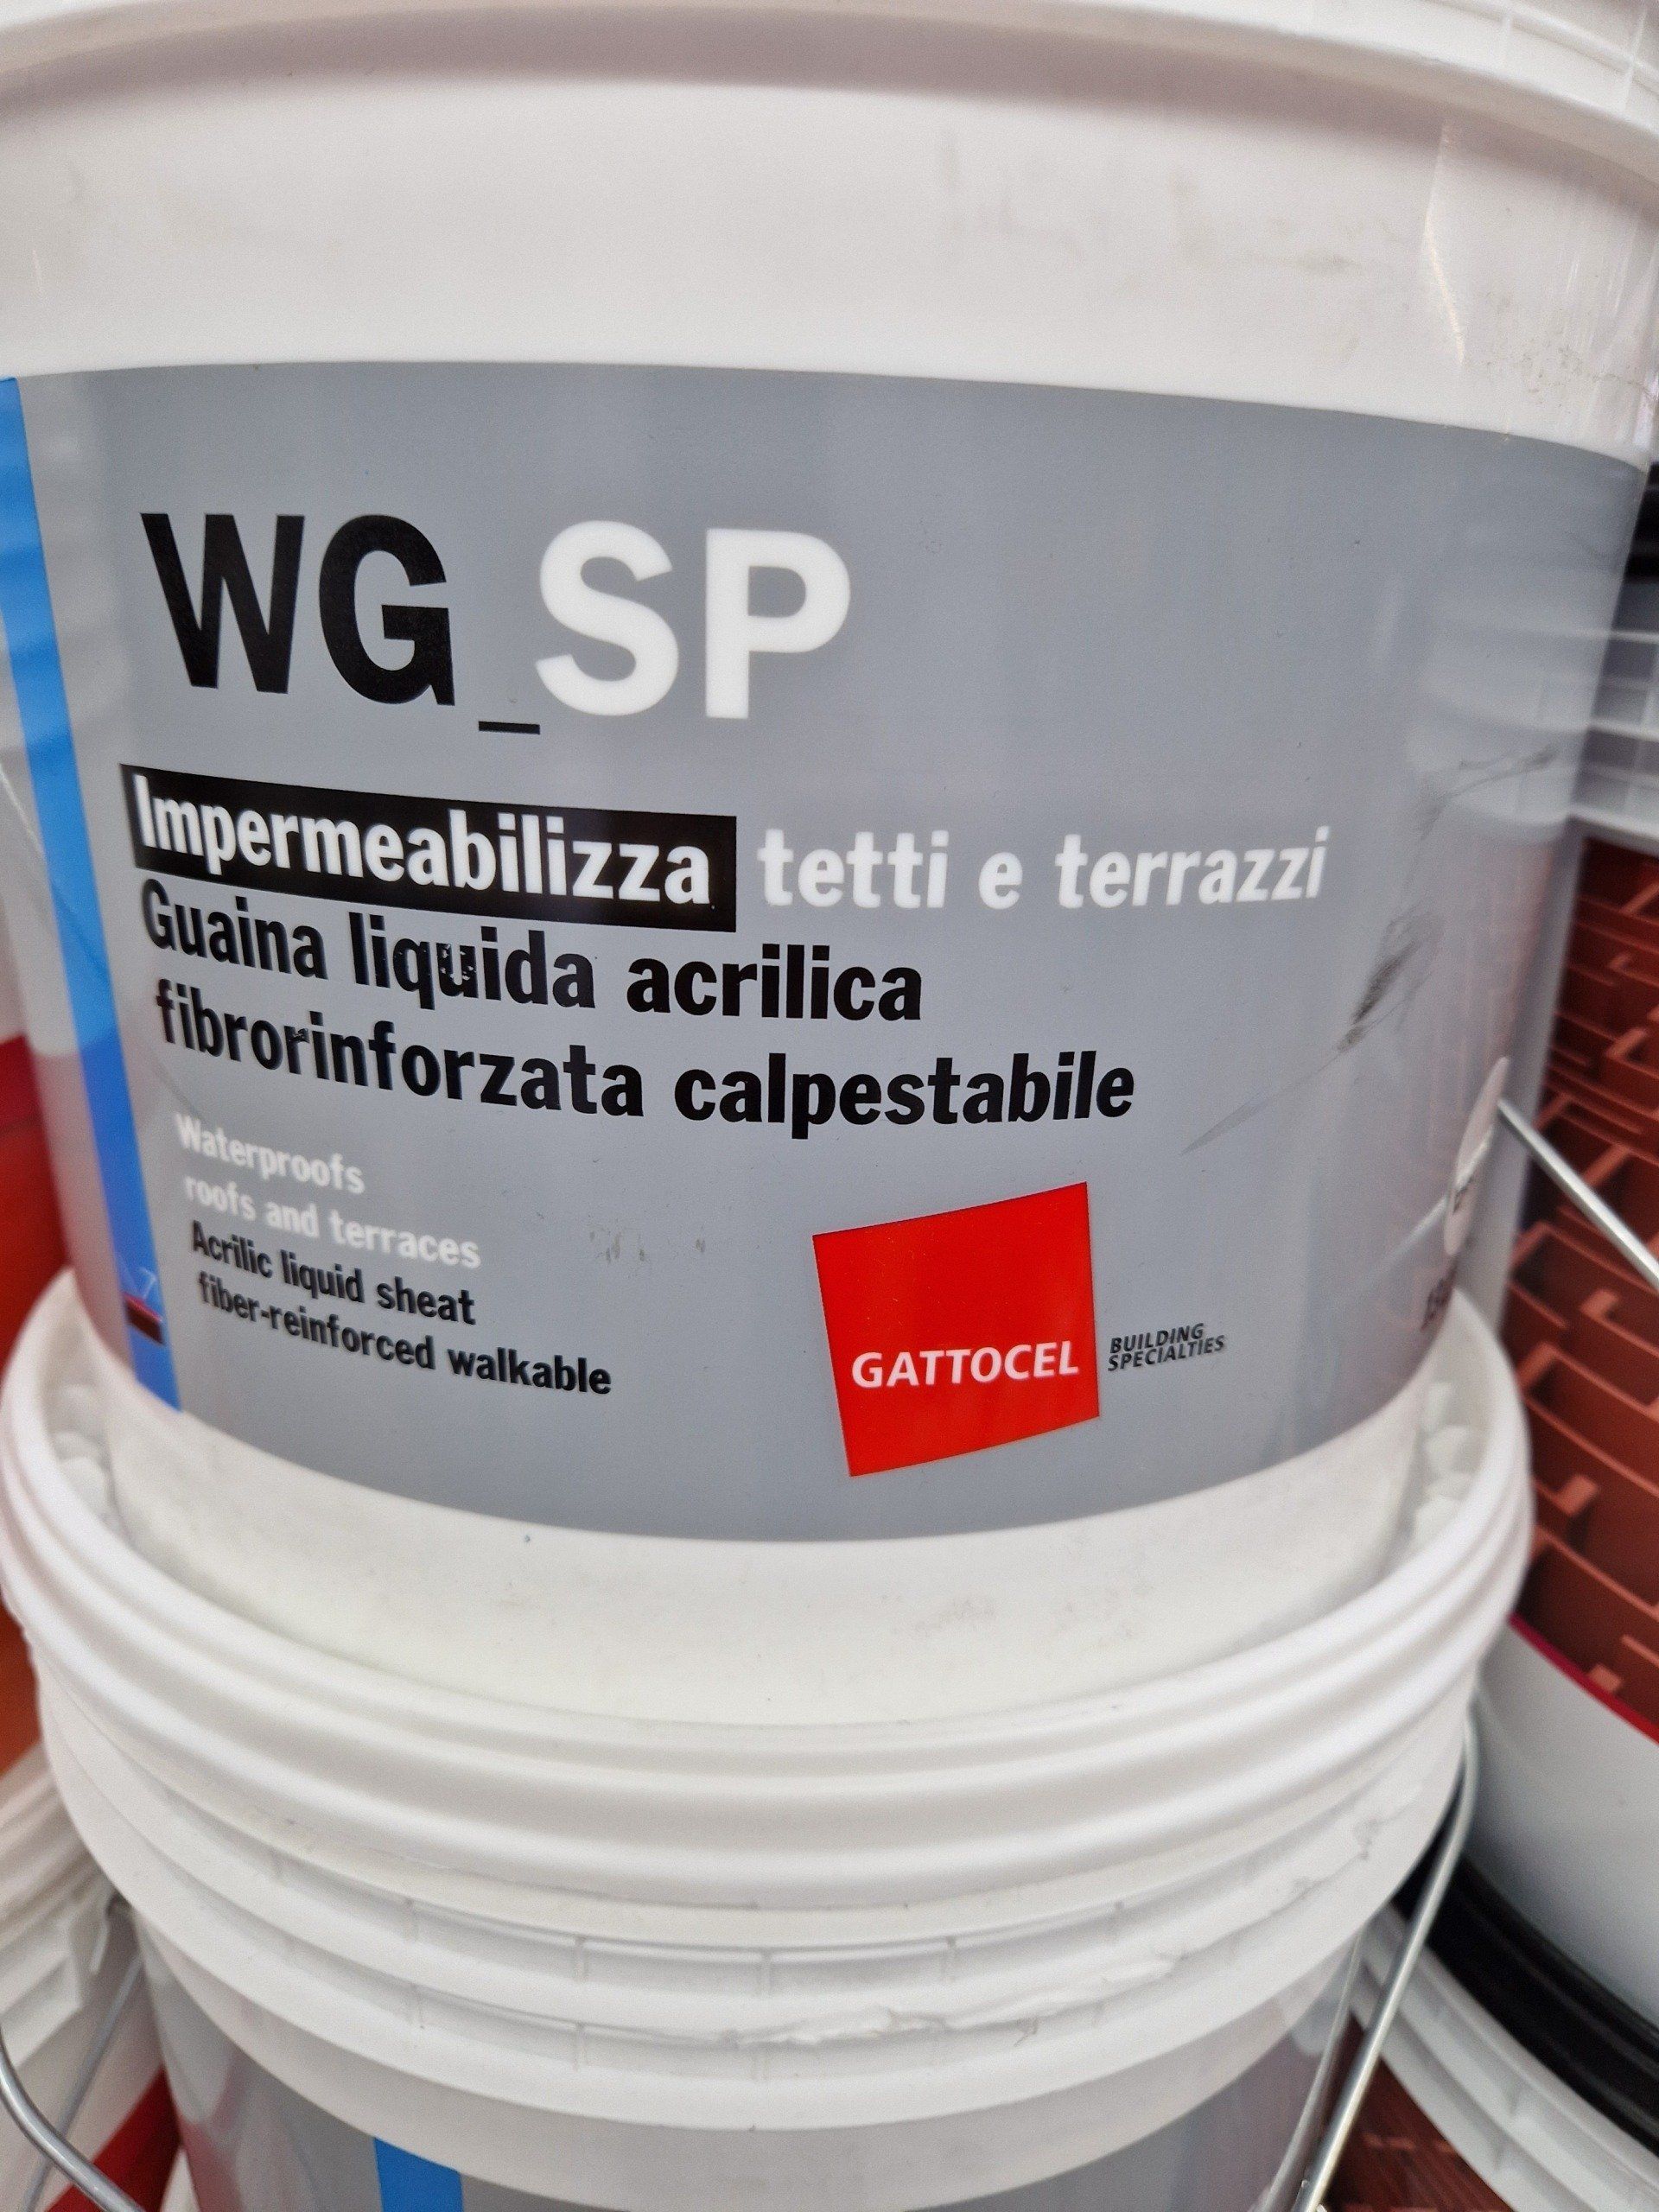 WG_SP
Impermeabilizza tetti e terrazzi
Guaina liquida acrilica
fibrorinforzata calpestabile
Waterproofs
roofs and terraces
Acrilic liquid sheat
fiber-reinforced walkable
GATTOCEL
BUILDING
SPECIALTIES